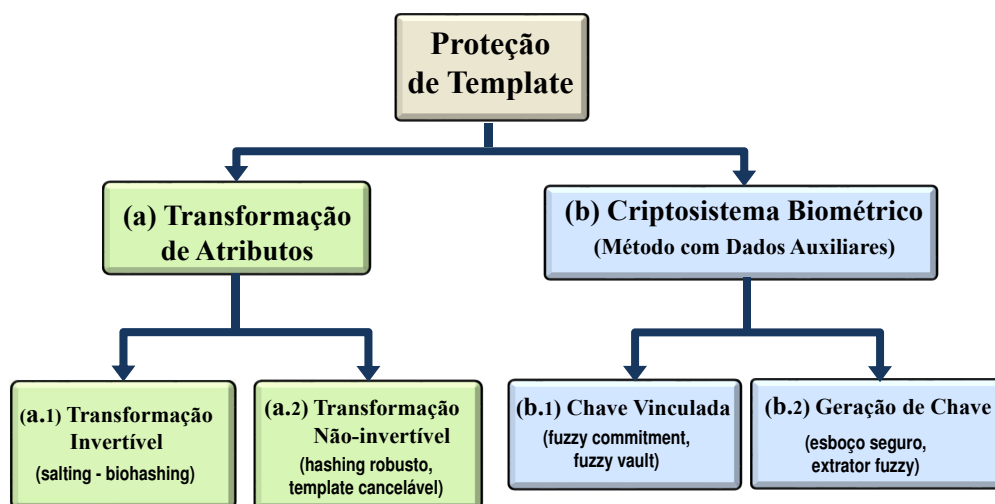 Proteção
de Template
(a) Transformação
de Atributos
(b) Criptosistema Biométrico
(Método com Dados Auxiliares)
(a.1) Transformação
Invertível
(salting - biohashing)
(a.2) Transformação
Não-invertível
(hashing robusto,
template cancelável)
(b.1) Chave Vinculada
(fuzzy commitment,
fuzzy vault)
(b.2) Geração de Chave
(esboço seguro,
extrator fuzzy)